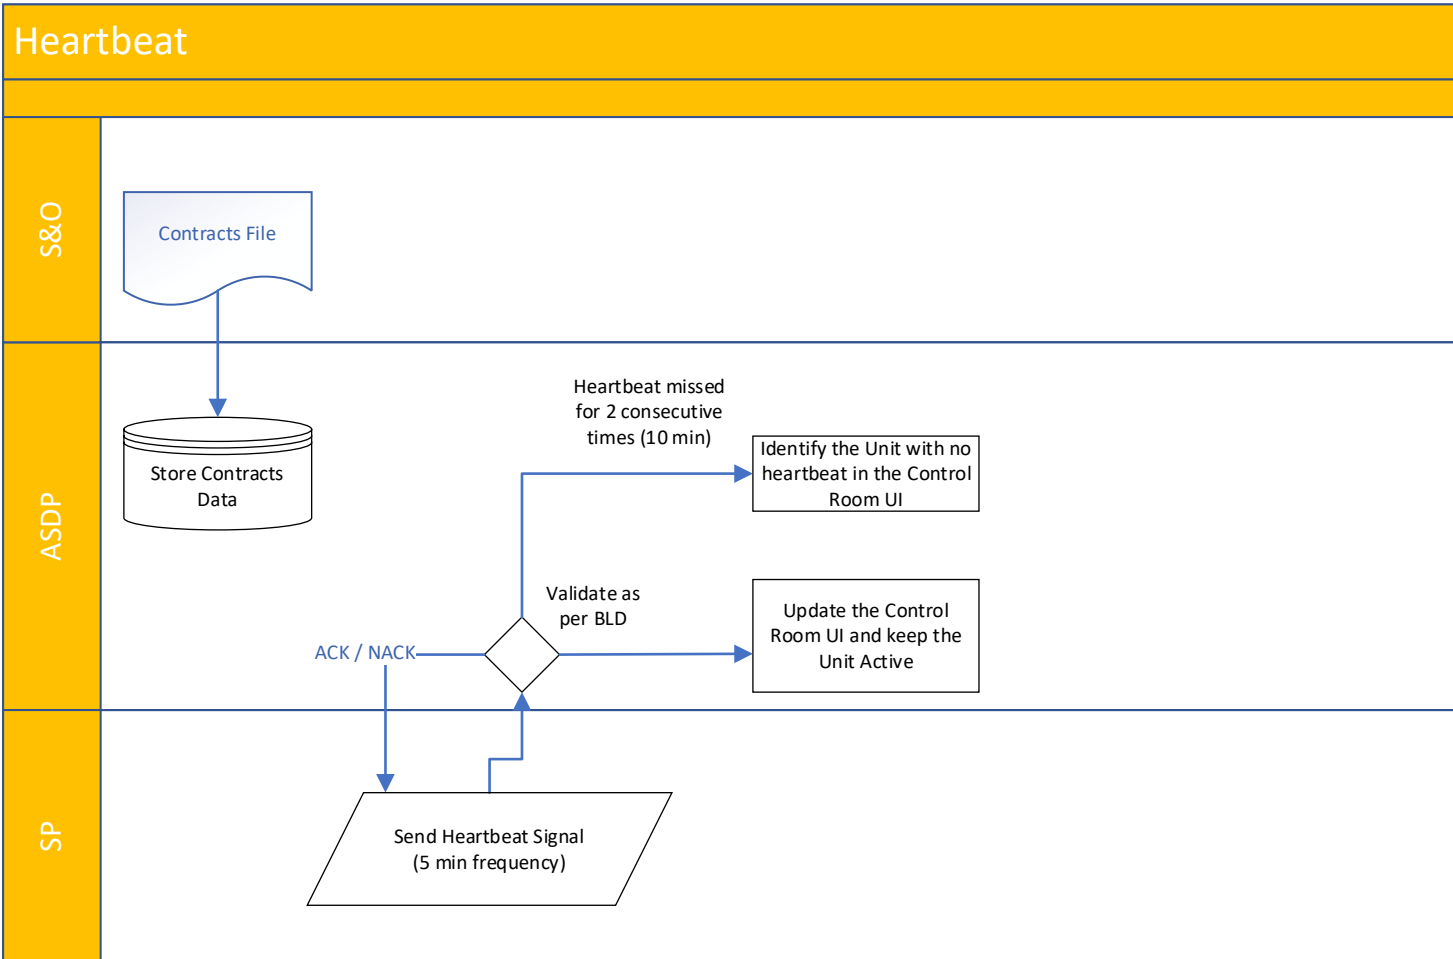 Heartbeat
S&O
Contracts File
ASDP
Store Contracts
Data
Heartbeat missed
for 2 consecutive
times (10 min)
Identify the Unit with no
heartbeat in the Control
Room UI
Validate as
per BLD
ACK / NACK
Update the Control
Room UI and keep the
Unit Active
SP
Send Heartbeat Signal
(5 min frequency)